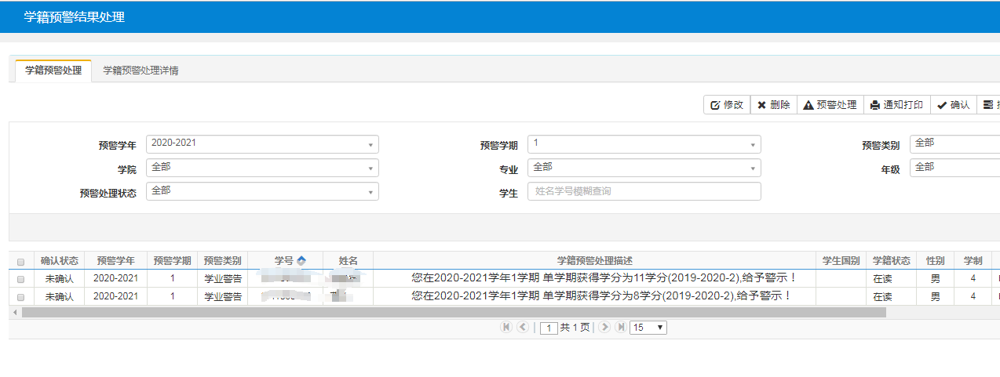 学籍预警结果处理
学籍预警处理 学籍预警处理详情
修改 删除 预警处理 通知打印 确认
预警学年 2020-2021 预警学期 1 预警类别 全部
学院 全部 专业 全部 年级 全部
预警处理状态 全部 学生 姓名学号模糊查询
确认状态 预警学年 预警学期 预警类别 学号 姓名 学籍预警处理描述 学生国别 学籍状态 性别 学制
未确认 2020-2021 1 学业警告 您在2020-2021学年1学期 单学期获得学分为11学分(2019-2020-2),给予警示！ 在读 男 4
未确认 2020-2021 1 学业警告 您在2020-2021学年1学期 单学期获得学分为8学分(2019-2020-2),给予警示！ 在读 男 4
1 共 1 页 15